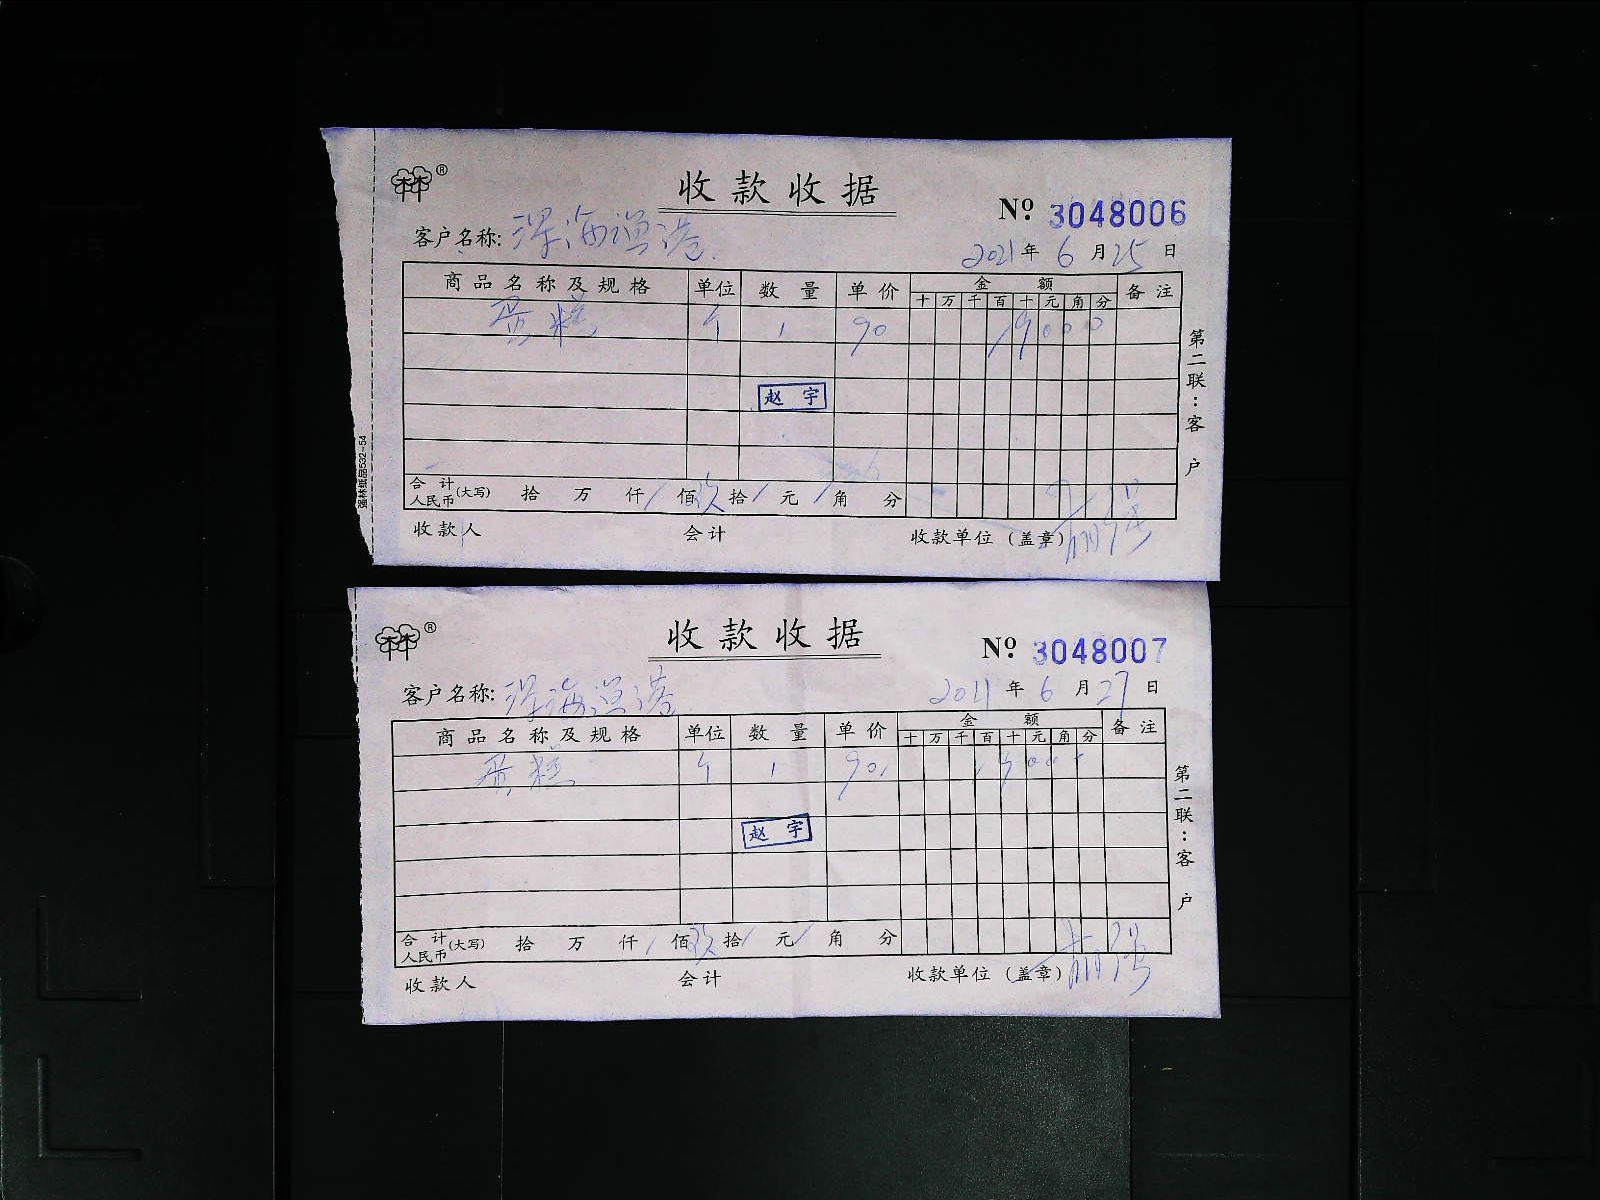 ® 收款收据
№ 3048006
客户名称: 深海渔港
2021 年 6 月 25 日
商品名称及规格 单位 数量 单价 金额 备注
十 万 千 百 十 元 角 分
蛋糕 个 1 90 9000
赵宇
合计人民币(大写) 拾 万 仟 / 佰 玖 拾 / 元 / 角 分
收款人 会计 收款单位(盖章)
第二联:客户
强林纸品532-54
® 收款收据
№ 3048007
客户名称: 深海渔港
2021 年 6 月 27 日
商品名称及规格 单位 数量 单价 金额 备注
十 万 千 百 十 元 角 分
蛋糕 个 1 90
赵宇
合计人民币(大写) 拾 万 仟 / 佰 玖 拾 / 元 / 角 分
收款人 会计 收款单位(盖章)
第二联:客户